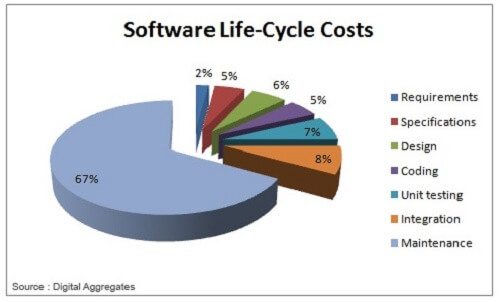 Software Life-Cycle Costs
2%
5%
6%
5%
7%
8%
67%
Requirements
Specifications
Design
Coding
Unit testing
Integration
Maintenance
Source : Digital Aggregates